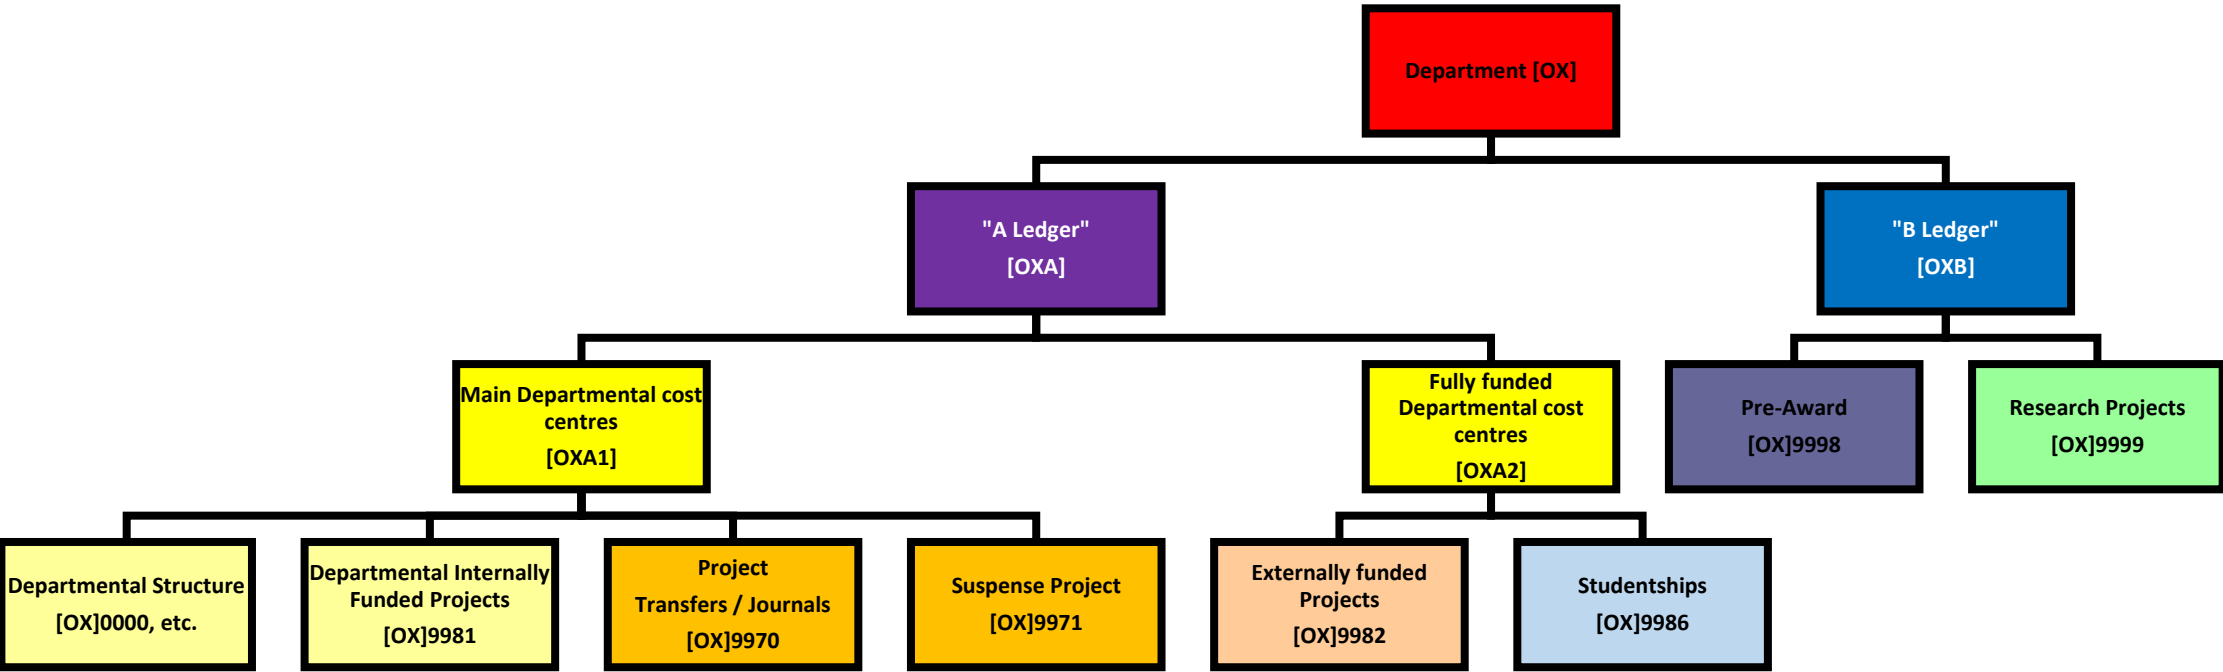 Department [OX]
"A Ledger"
[OXA]
"B Ledger"
[OXB]
Main Departmental cost
centres
[OXA1]
Fully funded
Departmental cost
centres
[OXA2]
Pre-Award
[OX]9998
Research Projects
[OX]9999
Departmental Structure
[OX]0000, etc.
Departmental Internally
Funded Projects
[OX]9981
Project
Transfers / Journals
[OX]9970
Suspense Project
[OX]9971
Externally funded
Projects
[OX]9982
Studentships
[OX]9986